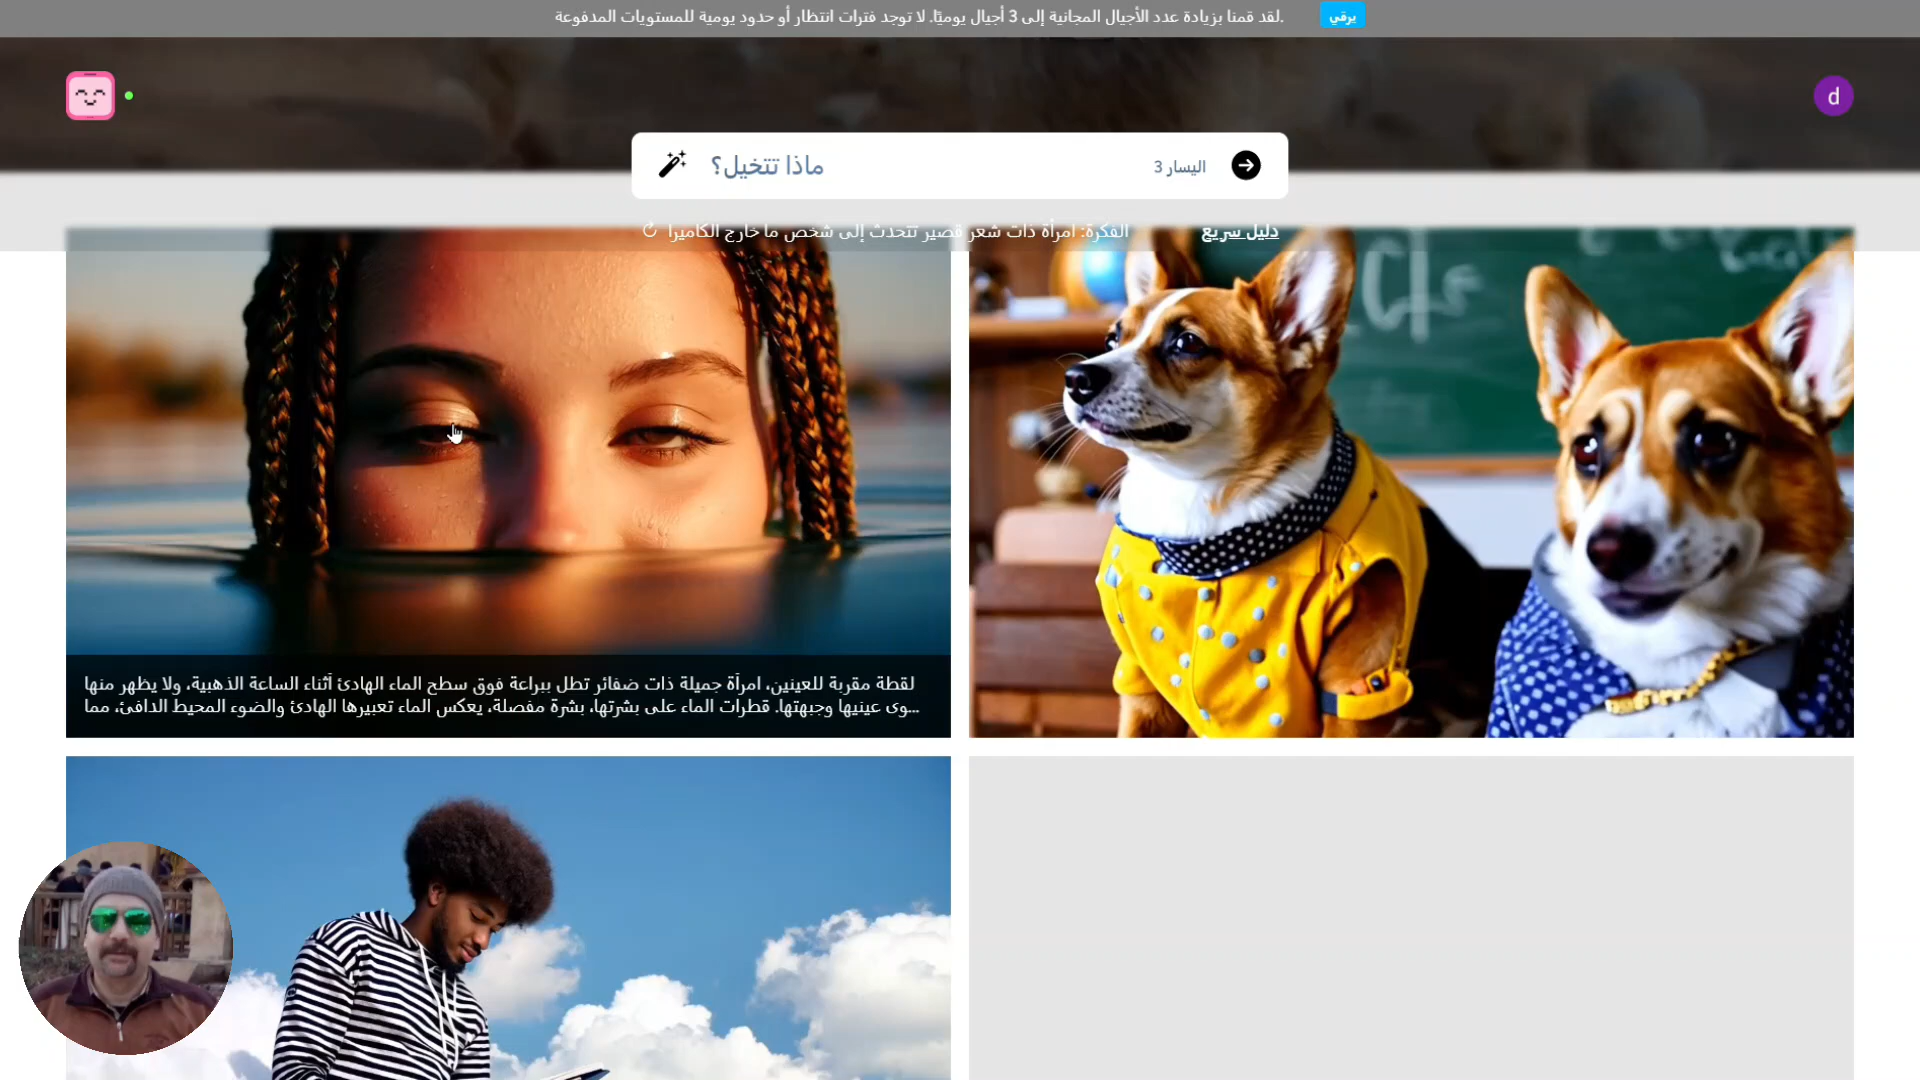 لقد قمنا بزيادة عدد الأجيال المجانية إلى 3 أجيال يوميًا. لا توجد فترات انتظار أو حدود يومية للمستويات المدفوعة.
يرقي
d
ماذا تتخيل؟
اليسار 3
الفكرة: امرأة ذات شعر قصير تتحدث إلى شخص ما خارج الكاميرا
دليل سريع
لقطة مقربة للعينين، امرأة جميلة ذات ضفائر تطل ببراعة فوق سطح الماء الهادئ أثناء الساعة الذهبية، ولا يظهر منها
...وى عينيها وجبهتها. قطرات الماء على بشرتها، بشرة مفصلة، يعكس الماء تعبيرها الهادئ والضوء المحيط الدافئ، مما